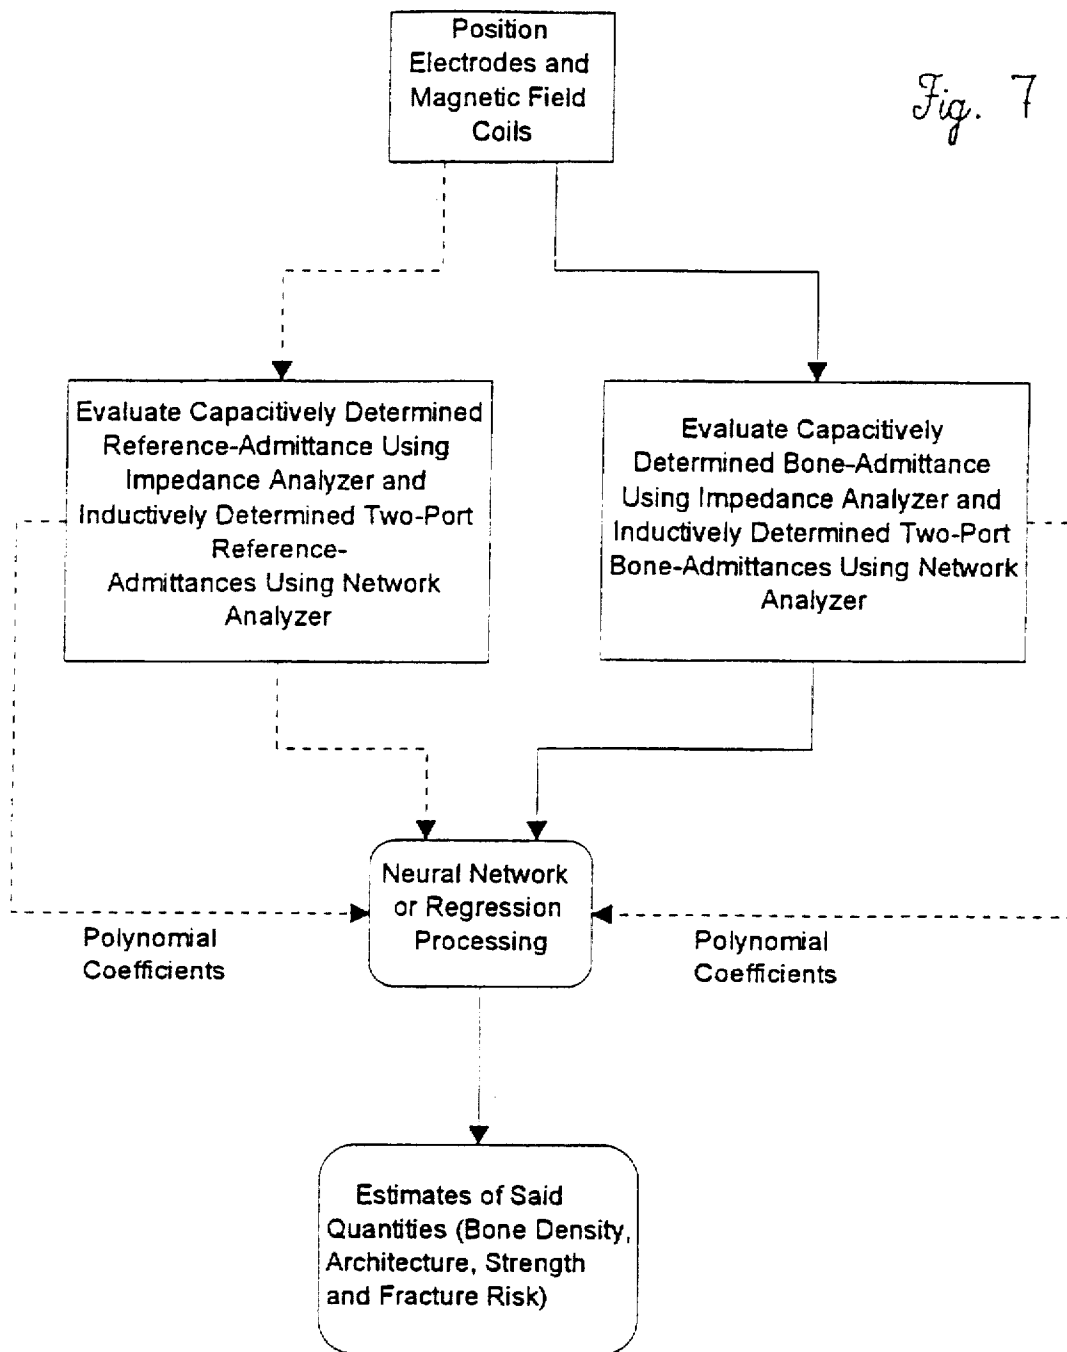 Position
Electrodes and
Magnetic Field
Coils
Fig. 7
Evaluate Capacitively Determined
Reference-Admittance Using
Impedance Analyzer and
Inductively Determined Two-Port
Reference-
Admittances Using Network
Analyzer
Evaluate Capacitively
Determined Bone-Admittance
Using Impedance Analyzer and
Inductively Determined Two-Port
Bone-Admittances Using Network
Analyzer
Neural Network
or Regression
Processing
Polynomial
Coefficients
Polynomial
Coefficients
Estimates of Said
Quantities (Bone Density,
Architecture, Strength
and Fracture Risk)